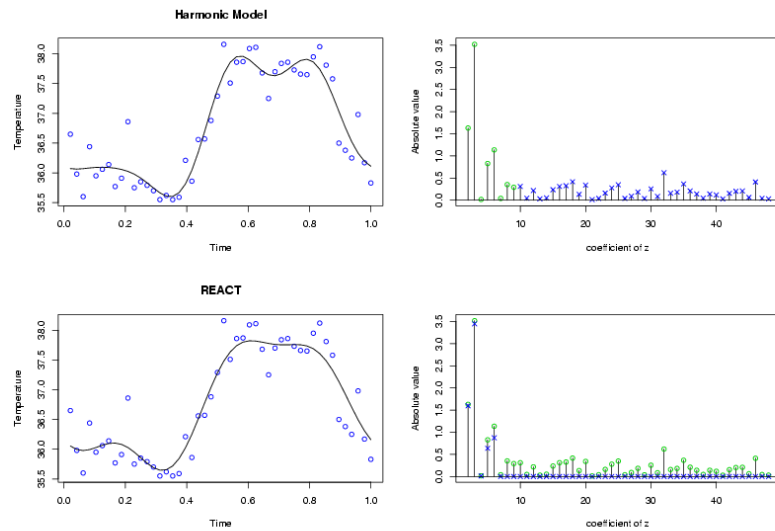 Harmonic Model
Temperature
38.0
37.5
37.0
36.5
36.0
35.5
0.0 0.2 0.4 0.6 0.8 1.0
Time
Absolute value
3.5
3.0
2.5
2.0
1.5
1.0
0.5
0.0
10 20 30 40
coefficient of z
REACT
Temperature
38.0
37.5
37.0
36.5
36.0
35.5
0.0 0.2 0.4 0.6 0.8 1.0
Time
Absolute value
3.5
3.0
2.5
2.0
1.5
1.0
0.5
0.0
10 20 30 40
coefficient of z